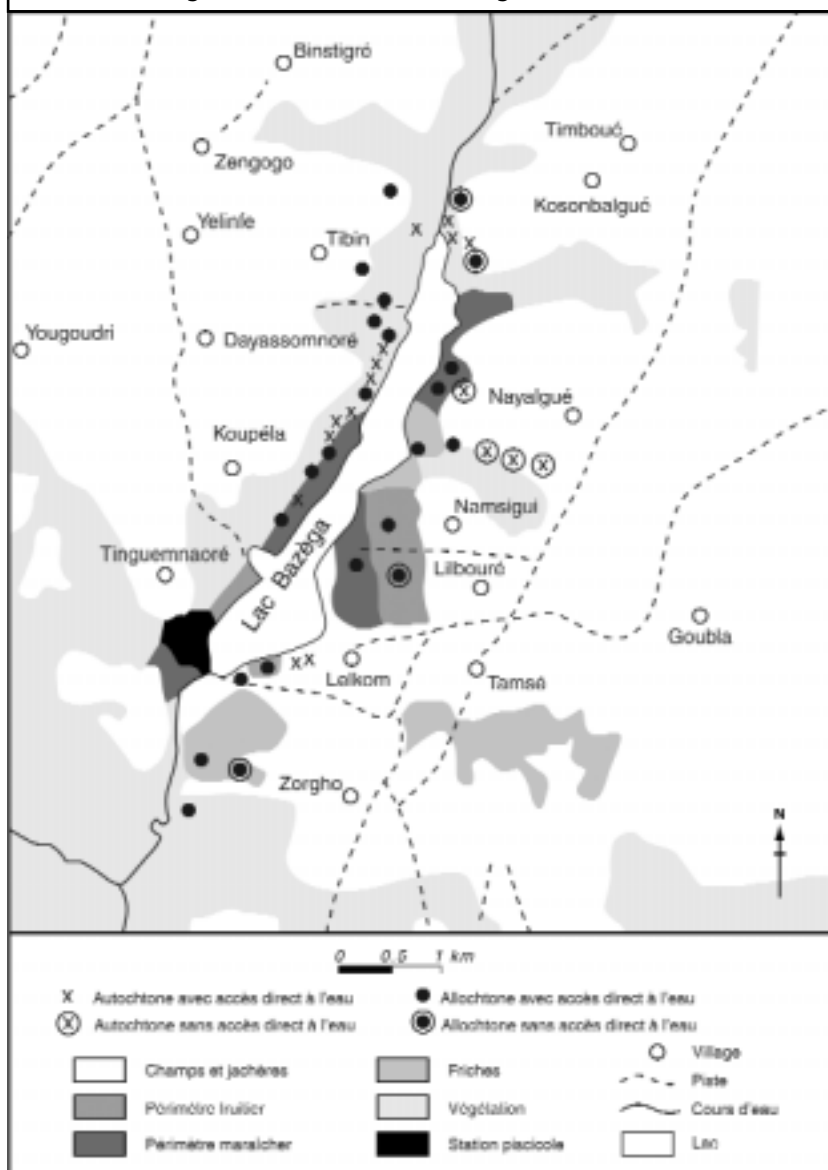 Binstigré
Timboué
Zengogo
Kosonbalgué
Yelinle
Tibin
Yougoudri
Dayassomnoré
Nayalgué
Koupéla
Namsigui
Tinguemnaoré
Lac Bazèga
Lilbouré
Goubla
Lelkom
Tamsé
Zorgho
N
0 0.5 1 km
x Autochtone avec accès direct à l'eau
Allochtone avec accès direct à l'eau
x Autochtone sans accès direct à l'eau
Allochtone sans accès direct à l'eau
Champs et jachères
Friches
Village
Piste
Périmètre fruitier
Végétation
Cours d'eau
Périmètre maraîcher
Station piscicole
Lac